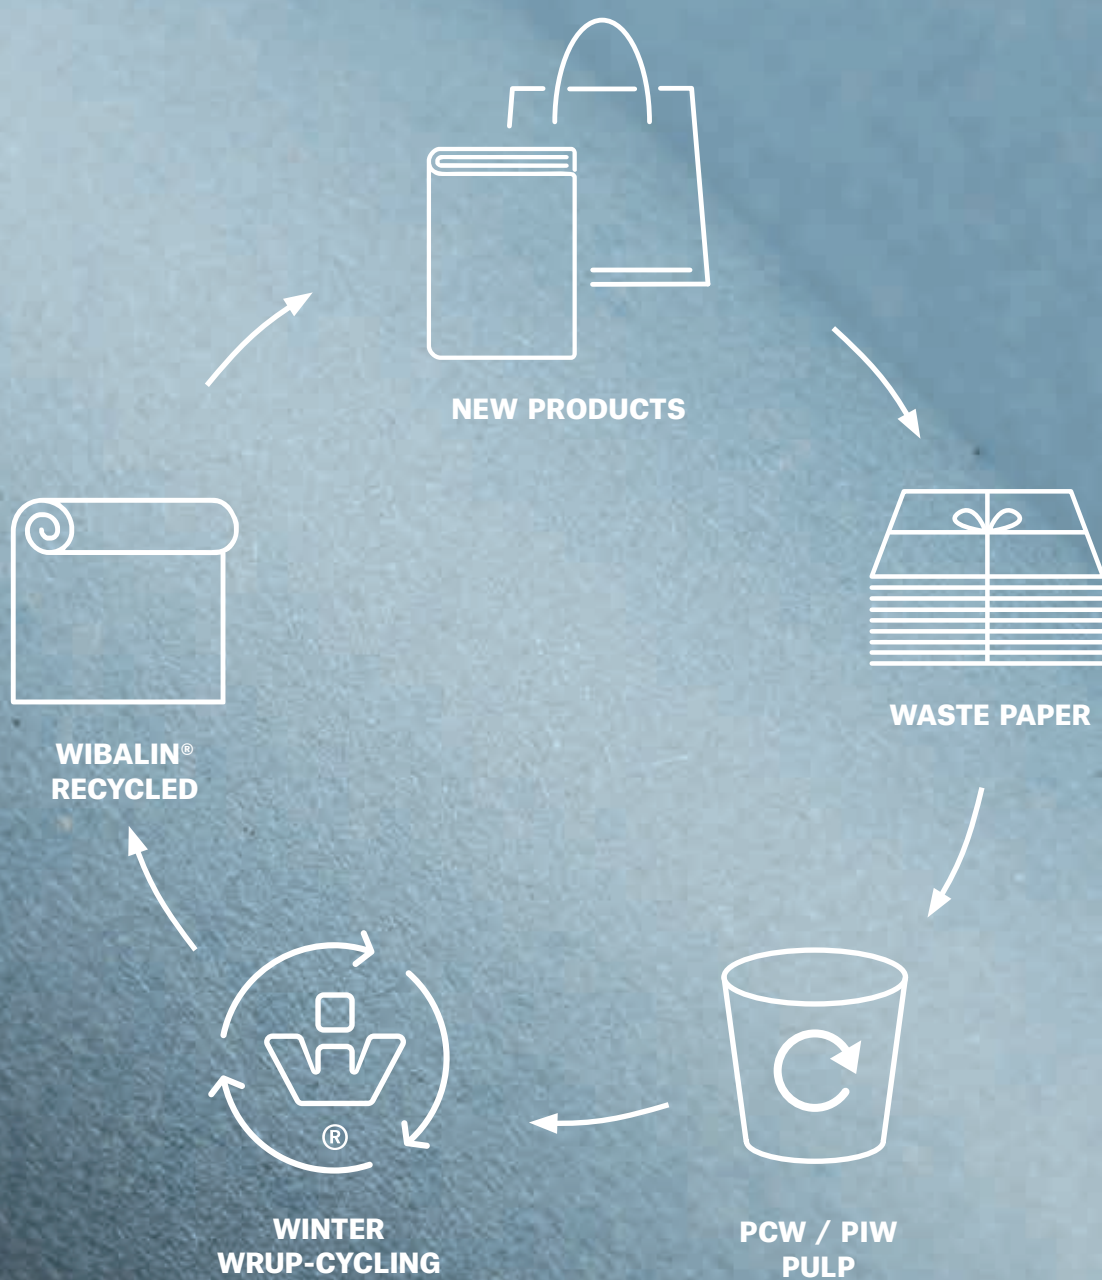 NEW PRODUCTS
WASTE PAPER
WIBALIN®
RECYCLED
®
WINTER
WRUP-CYCLING
PCW / PIW
PULP